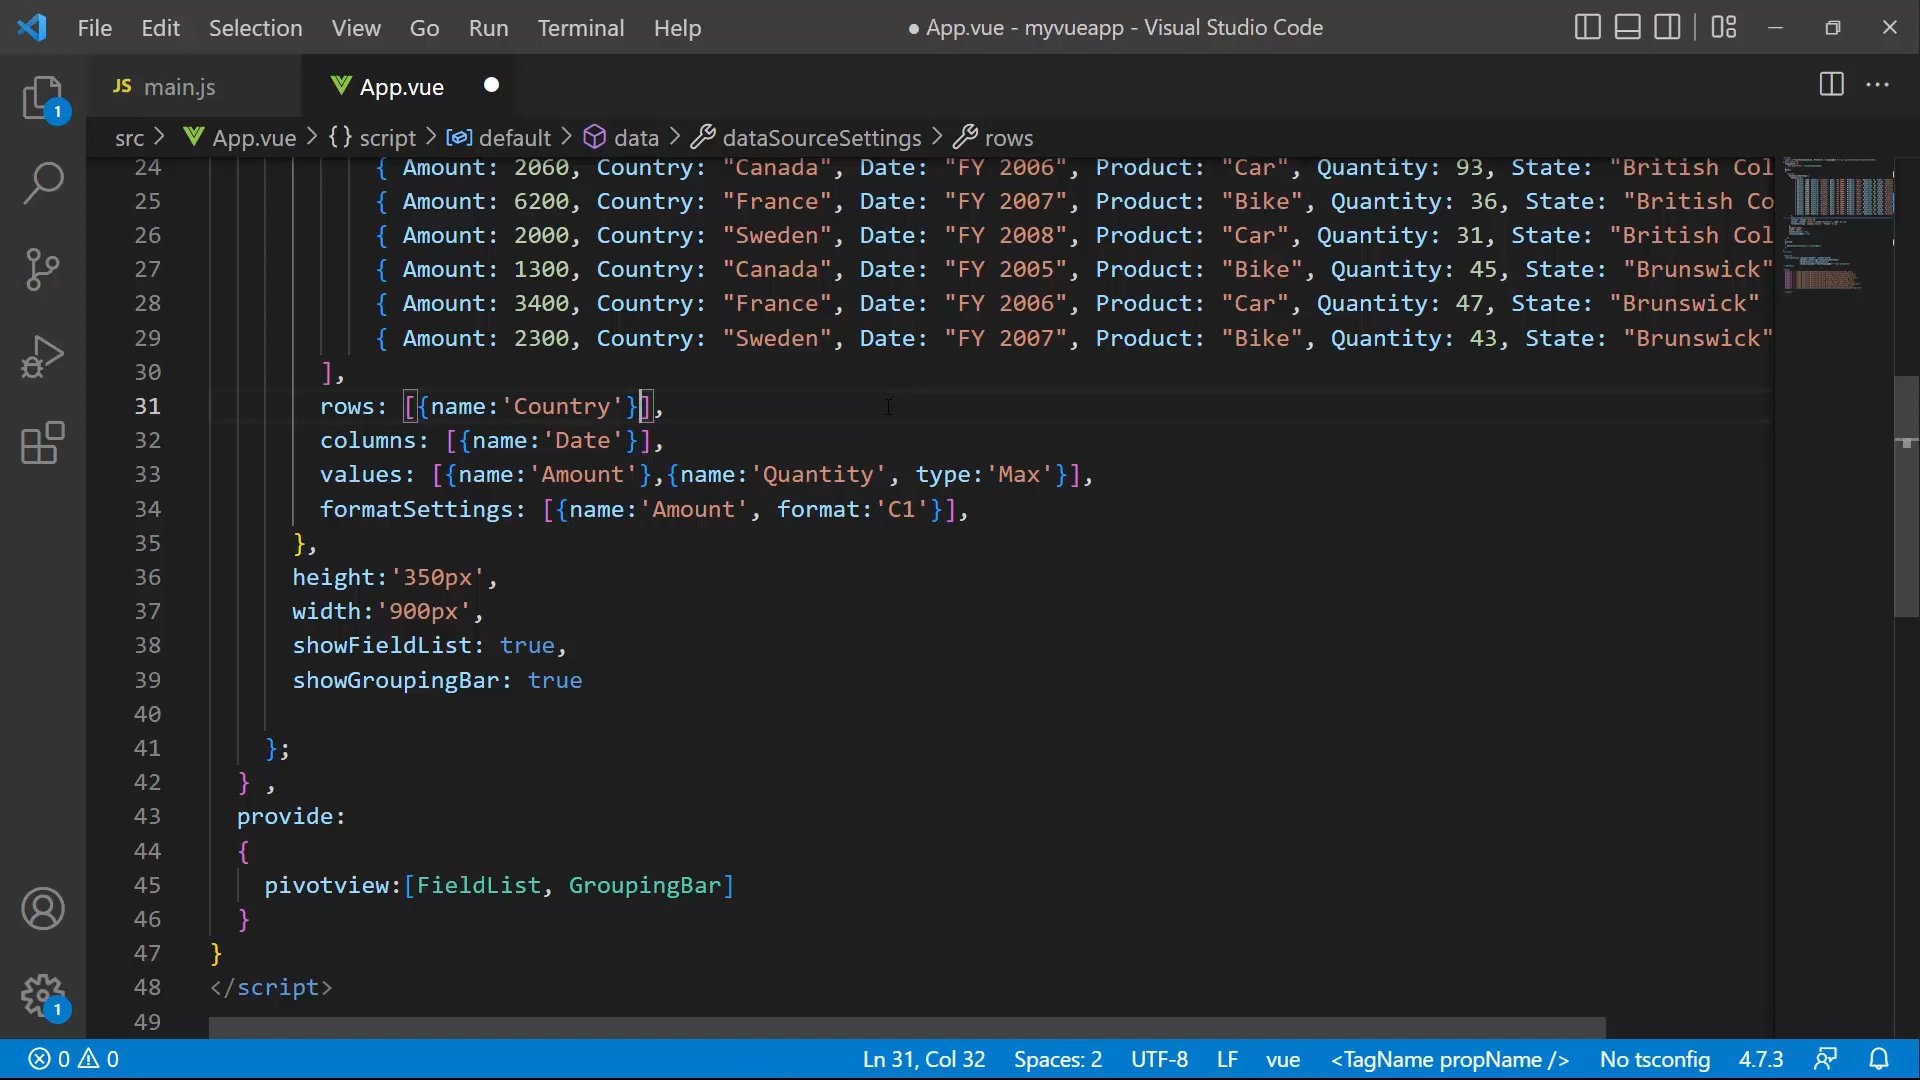 File Edit Selection View Go Run Terminal Help
● App.vue - myvueapp - Visual Studio Code
JS main.js
App.vue
src > App.vue > {} script > default > data > dataSourceSettings > rows
24 { Amount: 2060, Country: "Canada", Date: "FY 2006", Product: "Car", Quantity: 93, State: "British Col
25 { Amount: 6200, Country: "France", Date: "FY 2007", Product: "Bike", Quantity: 36, State: "British Co
26 { Amount: 2000, Country: "Sweden", Date: "FY 2008", Product: "Car", Quantity: 31, State: "British Col
27 { Amount: 1300, Country: "Canada", Date: "FY 2005", Product: "Bike", Quantity: 45, State: "Brunswick"
28 { Amount: 3400, Country: "France", Date: "FY 2006", Product: "Car", Quantity: 47, State: "Brunswick"
29 { Amount: 2300, Country: "Sweden", Date: "FY 2007", Product: "Bike", Quantity: 43, State: "Brunswick"
30 ],
31 rows: [{name:'Country'}],
32 columns: [{name:'Date'}],
33 values: [{name:'Amount'},{name:'Quantity', type:'Max'}],
34 formatSettings: [{name:'Amount', format:'C1'}],
35 },
36 height:'350px',
37 width:'900px',
38 showFieldList: true,
39 showGroupingBar: true
40
41 };
42 } ,
43 provide:
44 {
45 pivotview:[FieldList, GroupingBar]
46 }
47 }
48 </script>
49
1
1
0 0
Ln 31, Col 32 Spaces: 2 UTF-8 LF vue <TagName propName /> No tsconfig 4.7.3